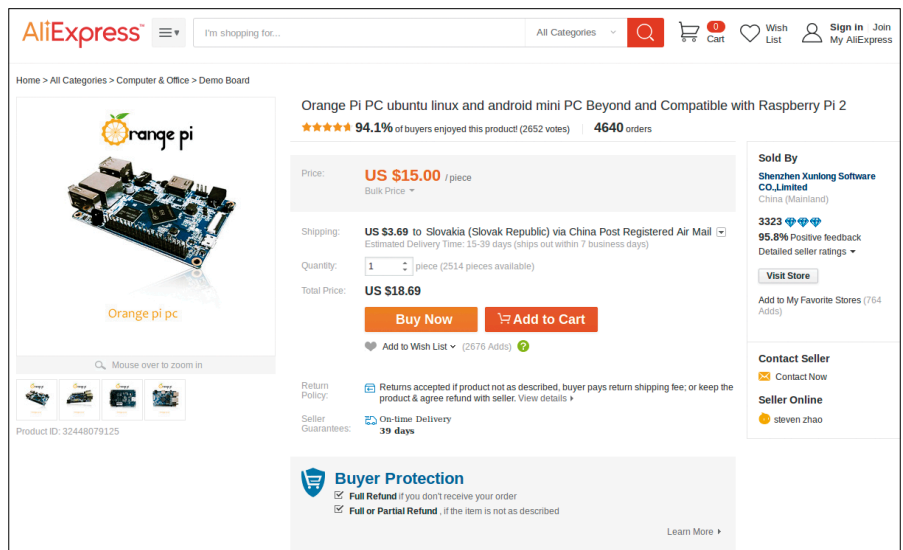 AliExpress™
I'm shopping for...
All Categories
0
Cart
Wish
List
Sign in Join
My AliExpress
Home > All Categories > Computer & Office > Demo Board
Orange pi
Orange pi pc
Mouse over to zoom in
Product ID: 32448079125
Orange Pi PC ubuntu linux and android mini PC Beyond and Compatible with Raspberry Pi 2
94.1% of buyers enjoyed this product! (2652 votes) 4640 orders
Price: US $15.00 / piece
Bulk Price
Shipping: US $3.69 to Slovakia (Slovak Republic) via China Post Registered Air Mail
Estimated Delivery Time: 15-39 days (ships out within 7 business days)
Quantity: 1 piece (2514 pieces available)
Total Price: US $18.69
Buy Now Add to Cart
Add to Wish List (2676 Adds) ?
Return Policy: Returns accepted if product not as described, buyer pays return shipping fee; or keep the
product & agree refund with seller. View details
Seller Guarantees: On-time Delivery
39 days
Buyer Protection
Full Refund if you don't receive your order
Full or Partial Refund , if the item is not as described
Learn More
Sold By
Shenzhen Xunlong Software
CO.,Limited
China (Mainland)
3323
95.8% Positive feedback
Detailed seller ratings
Visit Store
Add to My Favorite Stores (764
Adds)
Contact Seller
Contact Now
Seller Online
steven zhao